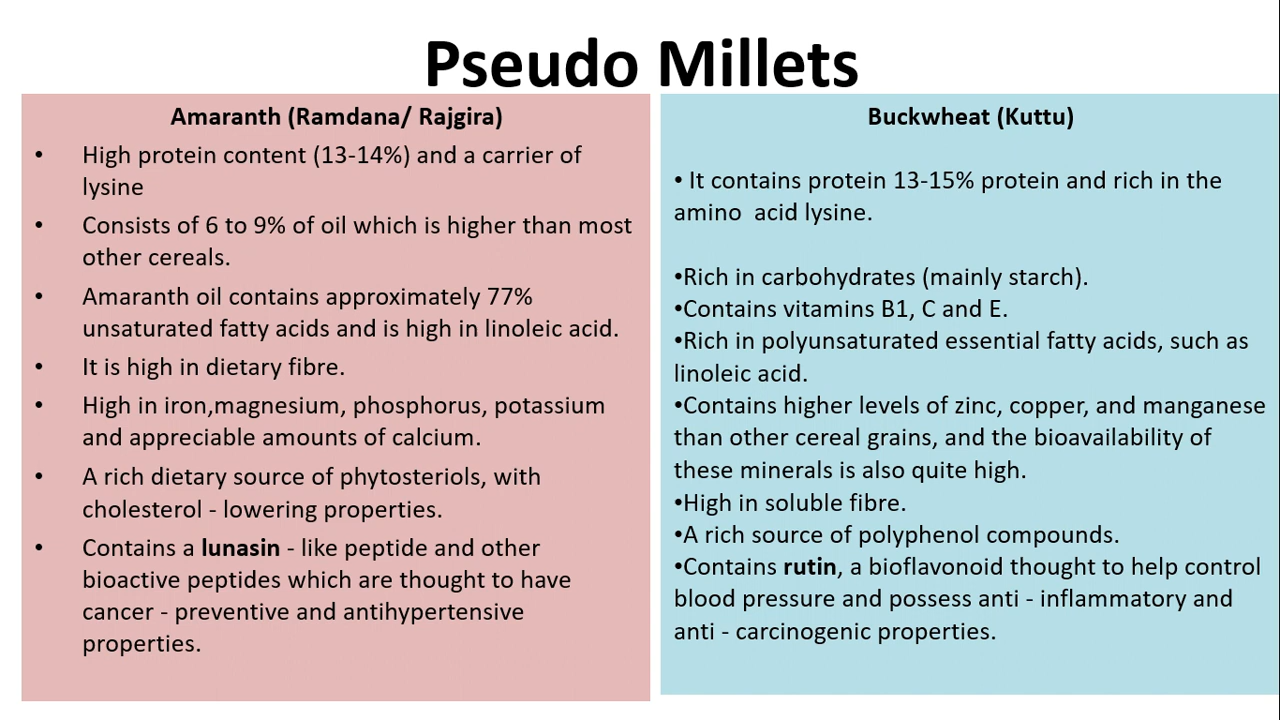 Pseudo Millets
Amaranth (Ramdana/ Rajgira)
• High protein content (13-14%) and a carrier of
lysine
• Consists of 6 to 9% of oil which is higher than most
other cereals.
• Amaranth oil contains approximately 77%
unsaturated fatty acids and is high in linoleic acid.
• It is high in dietary fibre.
• High in iron,magnesium, phosphorus, potassium
and appreciable amounts of calcium.
• A rich dietary source of phytosteriols, with
cholesterol - lowering properties.
• Contains a lunasin - like peptide and other
bioactive peptides which are thought to have
cancer - preventive and antihypertensive
properties.
Buckwheat (Kuttu)
• It contains protein 13-15% protein and rich in the
amino  acid lysine.
•Rich in carbohydrates (mainly starch).
•Contains vitamins B1, C and E.
•Rich in polyunsaturated essential fatty acids, such as
linoleic acid.
•Contains higher levels of zinc, copper, and manganese
than other cereal grains, and the bioavailability of
these minerals is also quite high.
•High in soluble fibre.
•A rich source of polyphenol compounds.
•Contains rutin, a bioflavonoid thought to help control
blood pressure and possess anti - inflammatory and
anti - carcinogenic properties.